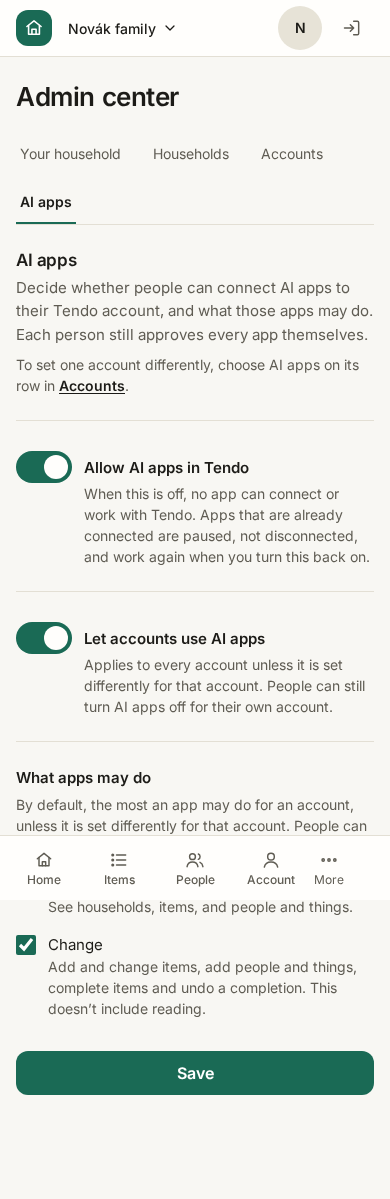 Novák family
N
Admin center
Your household
Households
Accounts
AI apps
AI apps
Decide whether people can connect AI apps to
their Tendo account, and what those apps may do.
Each person still approves every app themselves.
To set one account differently, choose AI apps on its
row in Accounts.
Allow AI apps in Tendo
When this is off, no app can connect or
work with Tendo. Apps that are already
connected are paused, not disconnected,
and work again when you turn this back on.
Let accounts use AI apps
Applies to every account unless it is set
differently for that account. People can still
turn AI apps off for their own account.
What apps may do
By default, the most an app may do for an account,
unless it is set differently for that account. People can
Home
Items
People
Account
More
See households, items, and people and things.
Change
Add and change items, add people and things,
complete items and undo a completion. This
doesn’t include reading.
Save